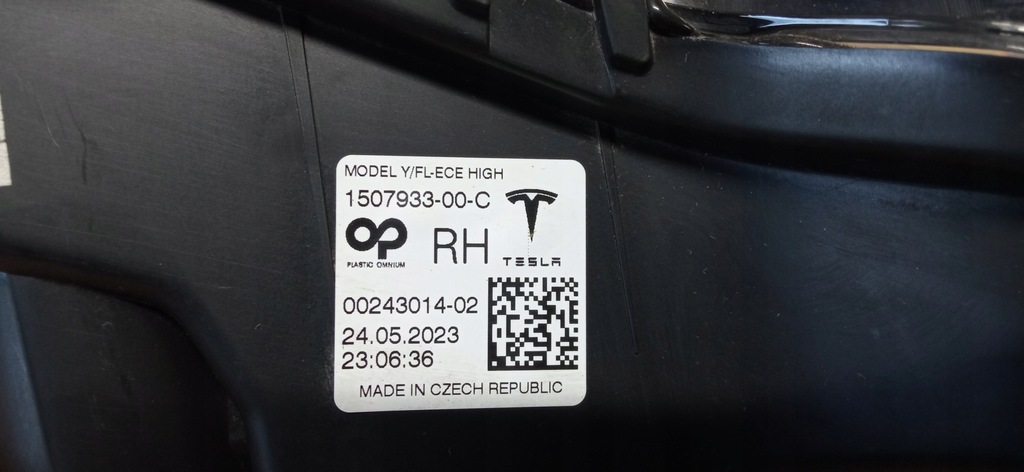 MODEL Y/FL-ECE HIGH
1507933-00-C
OP
PLASTIC OMNIUM
RH
TESLA
00243014-02
24.05.2023
23:06:36
MADE IN CZECH REPUBLIC